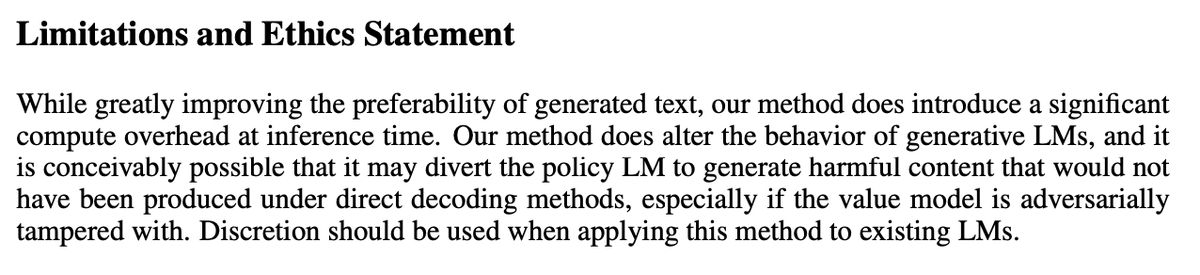 Limitations and Ethics Statement
While greatly improving the preferability of generated text, our method does introduce a significant
compute overhead at inference time. Our method does alter the behavior of generative LMs, and it
is conceivably possible that it may divert the policy LM to generate harmful content that would not
have been produced under direct decoding methods, especially if the value model is adversarially
tampered with. Discretion should be used when applying this method to existing LMs.